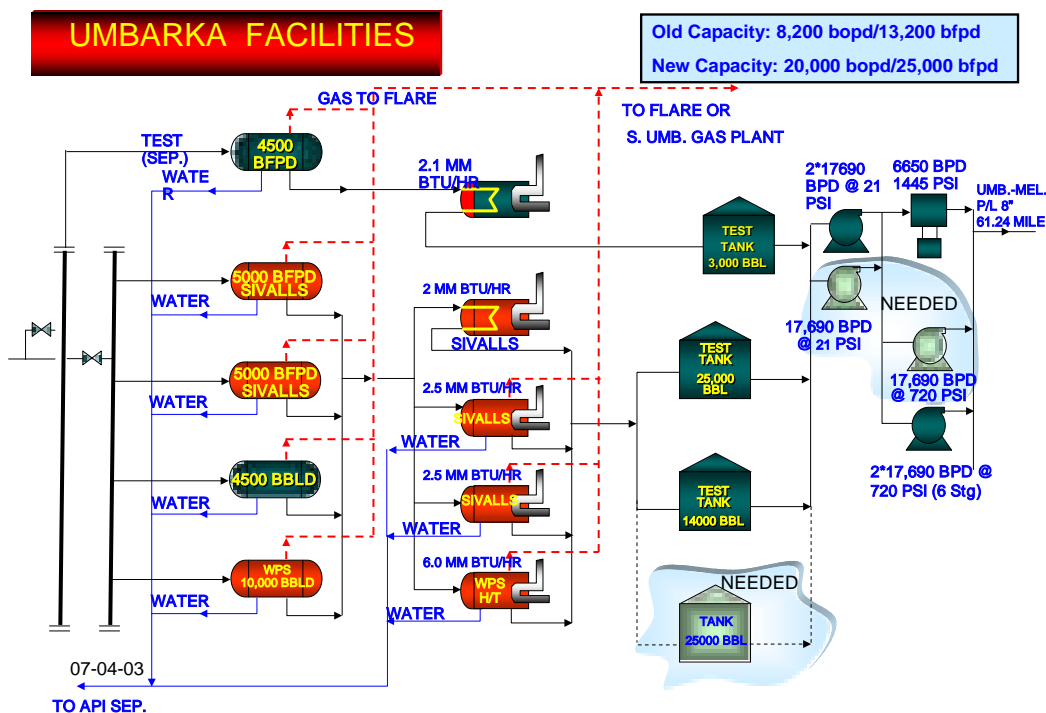 UMBARKA FACILITIES
Old Capacity: 8,200 bopd/13,200 bfpd
New Capacity: 20,000 bopd/25,000 bfpd
GAS TO FLARE
TO FLARE OR
S. UMB. GAS PLANT
TEST
(SEP.)
4500
BFPD
WATE
R
2.1 MM
BTU/HR
2*17690
BPD @ 21
PSI
6650 BPD
1445 PSI
UMB.-MEL.
P/L 8"
61.24 MILE
TEST
TANK
3,000 BBL
5000 BFPD
SIVALLS
WATER
2 MM BTU/HR
SIVALLS
NEEDED
17,690 BPD
@ 21 PSI
TEST
TANK
25,000
BBL
5000 BFPD
SIVALLS
WATER
2.5 MM BTU/HR
SIVALLS
WATER
17,690 BPD
@ 720 PSI
4500 BBLD
WATER
2.5 MM BTU/HR
SIVALLS
WATER
TEST
TANK
14000 BBL
2*17,690 BPD @
720 PSI (6 Stg)
WPS
10,000 BBLD
WATER
6.0 MM BTU/HR
WPS
H/T
WATER
NEEDED
TANK
25000 BBL
07-04-03
TO API SEP.